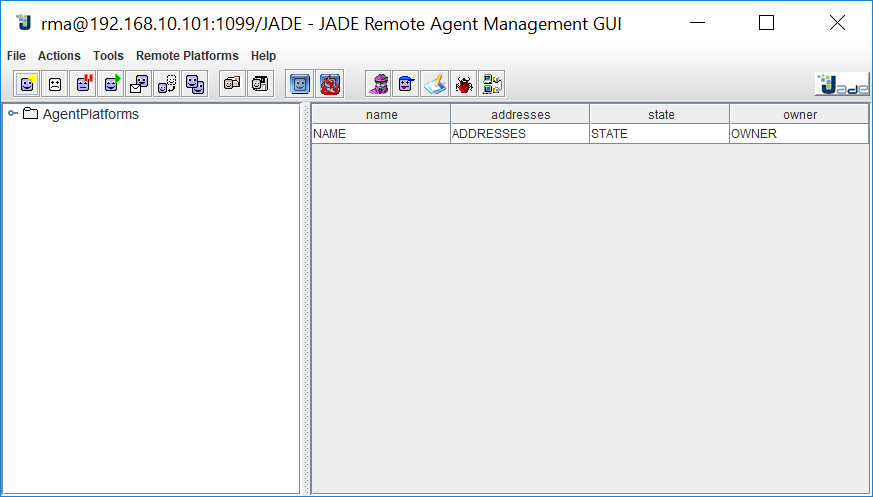 rma@192.168.10.101:1099/JADE - JADE Remote Agent Management GUI
File Actions Tools Remote Platforms Help
Jade
AgentPlatforms
name addresses state owner
NAME ADDRESSES STATE OWNER